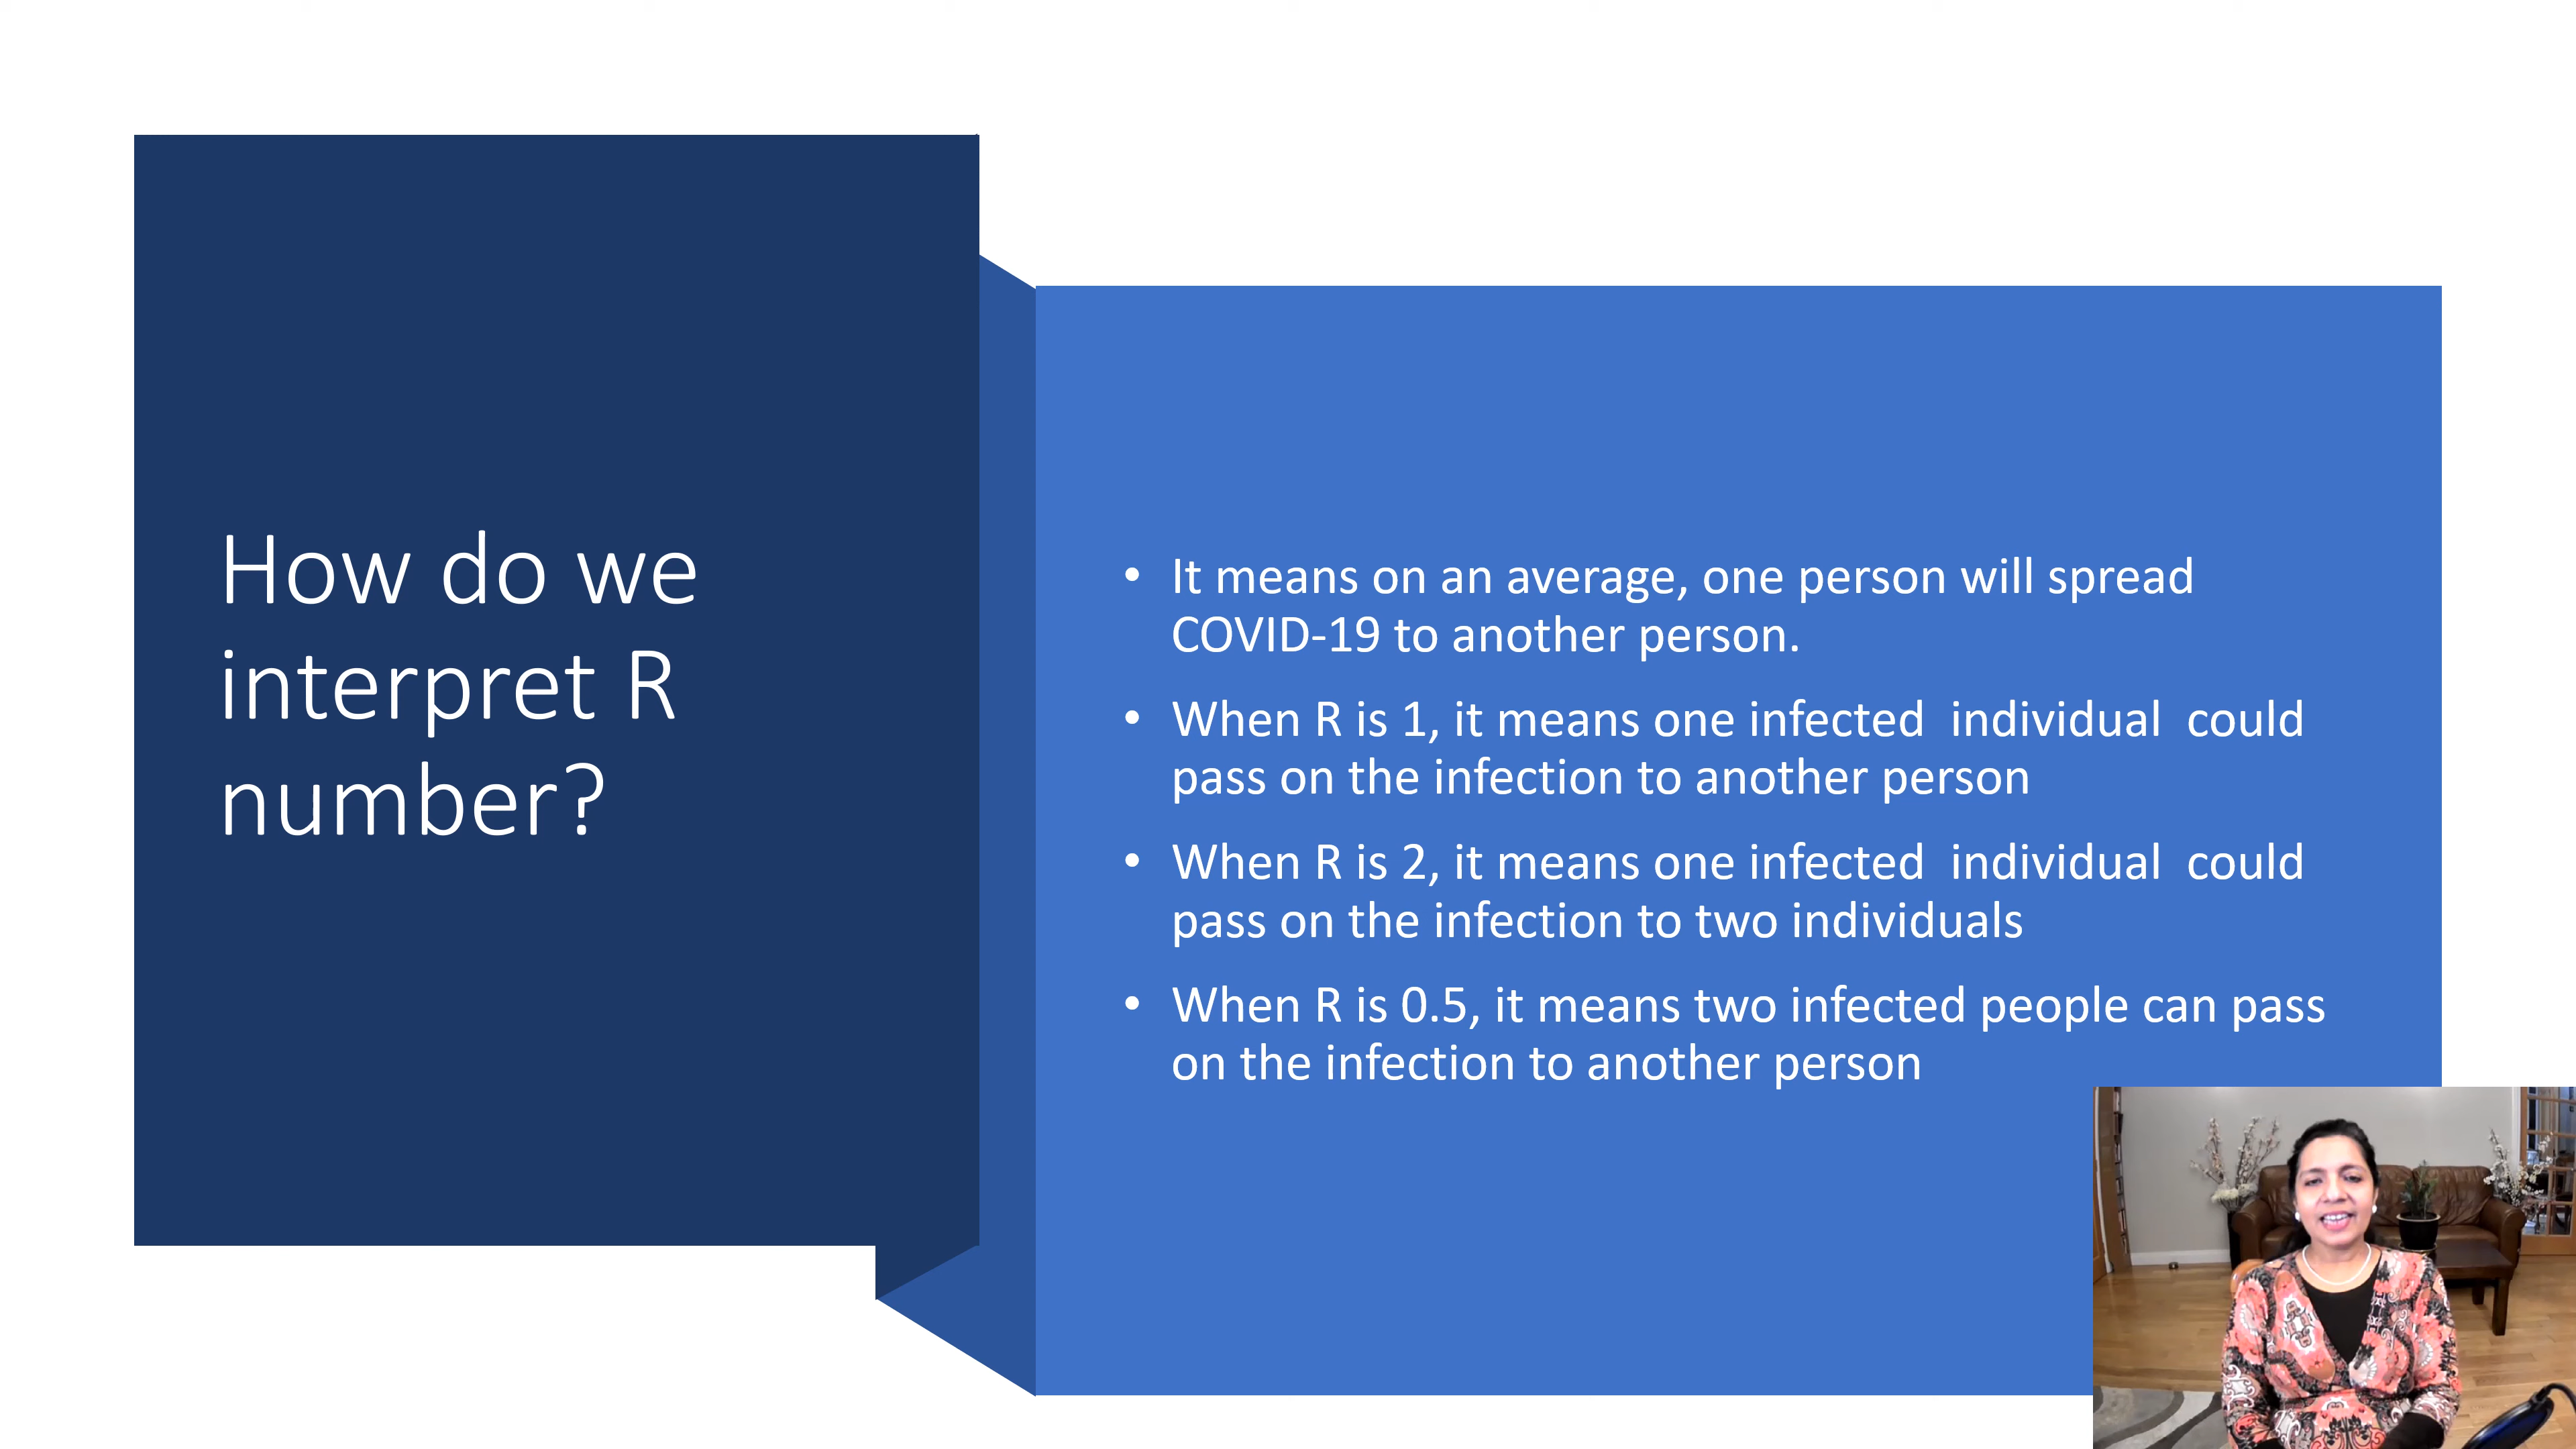 How do we
interpret R
number?
• It means on an average, one person will spread
COVID-19 to another person.
• When R is 1, it means one infected  individual  could
pass on the infection to another person
• When R is 2, it means one infected  individual  could
pass on the infection to two individuals
• When R is 0.5, it means two infected people can pass
on the infection to another person